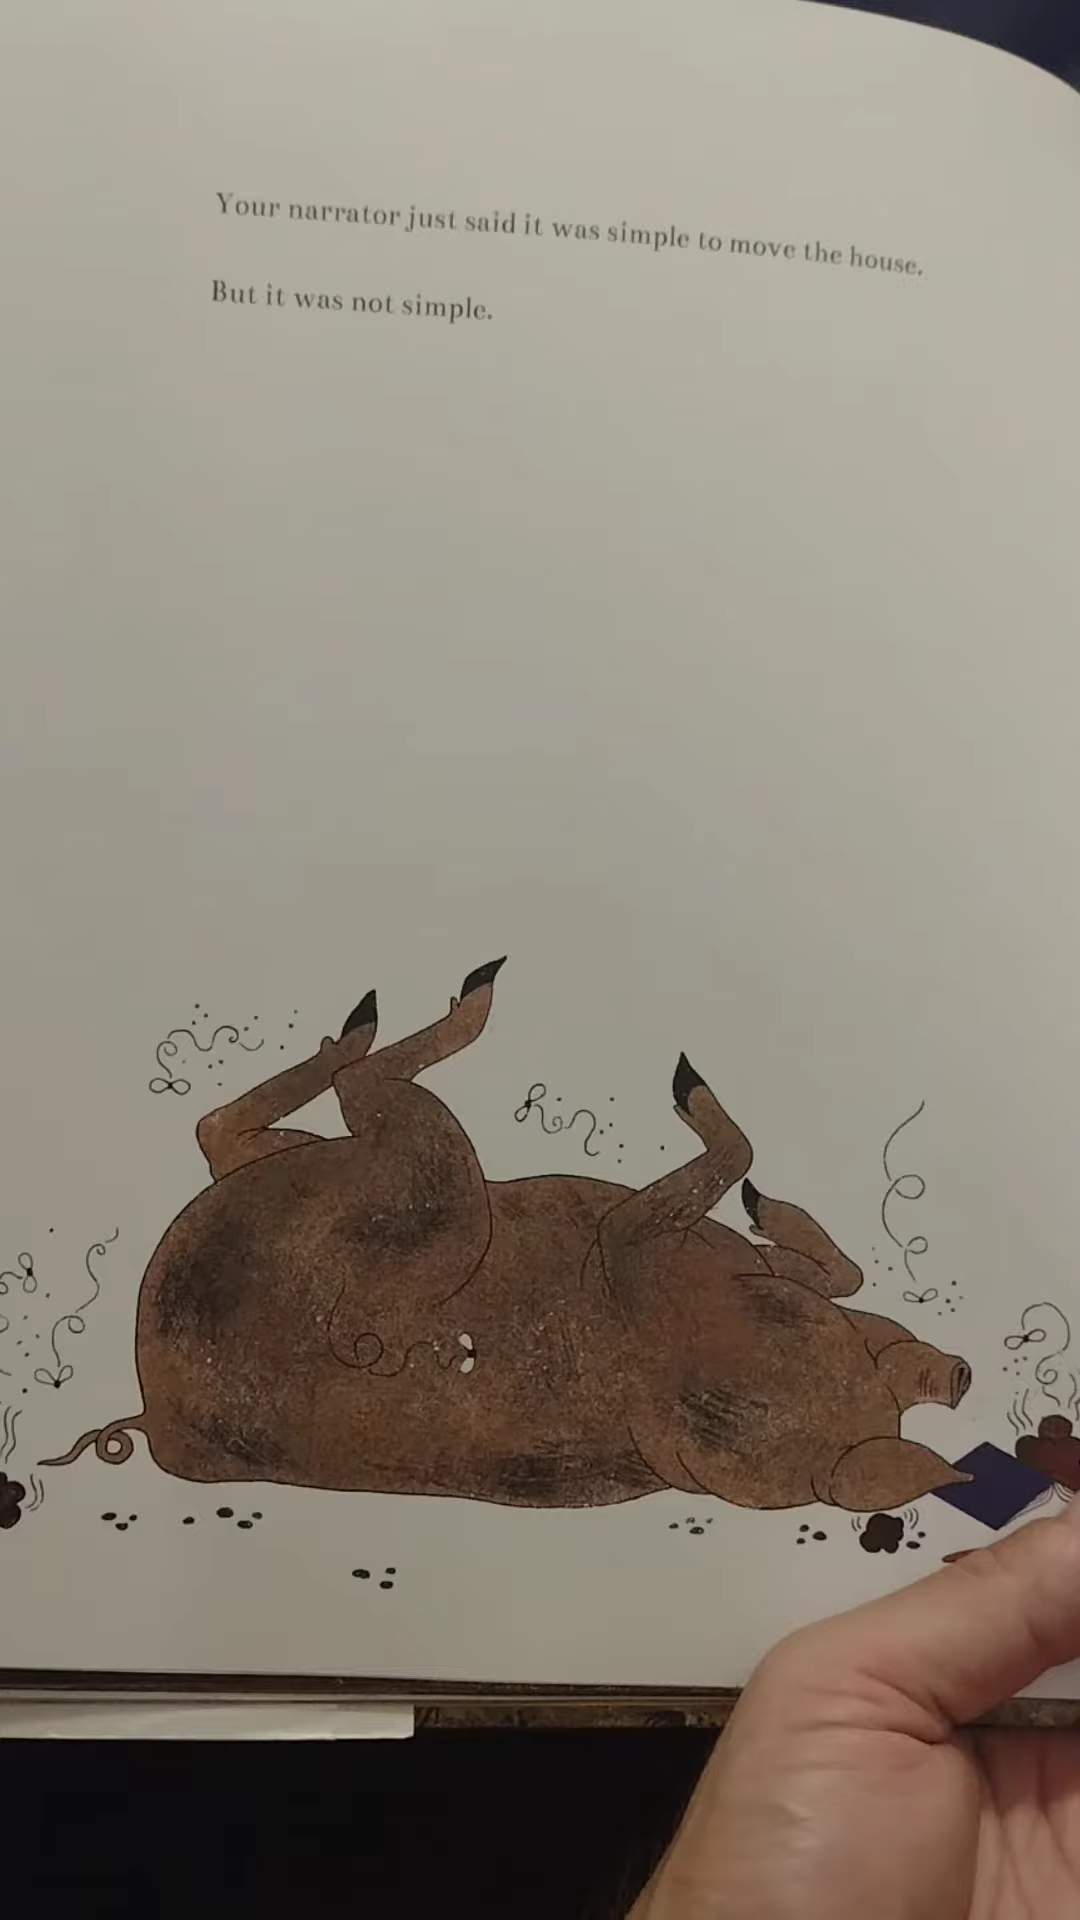 Your narrator just said it was simple to move the house.
But it was not simple.